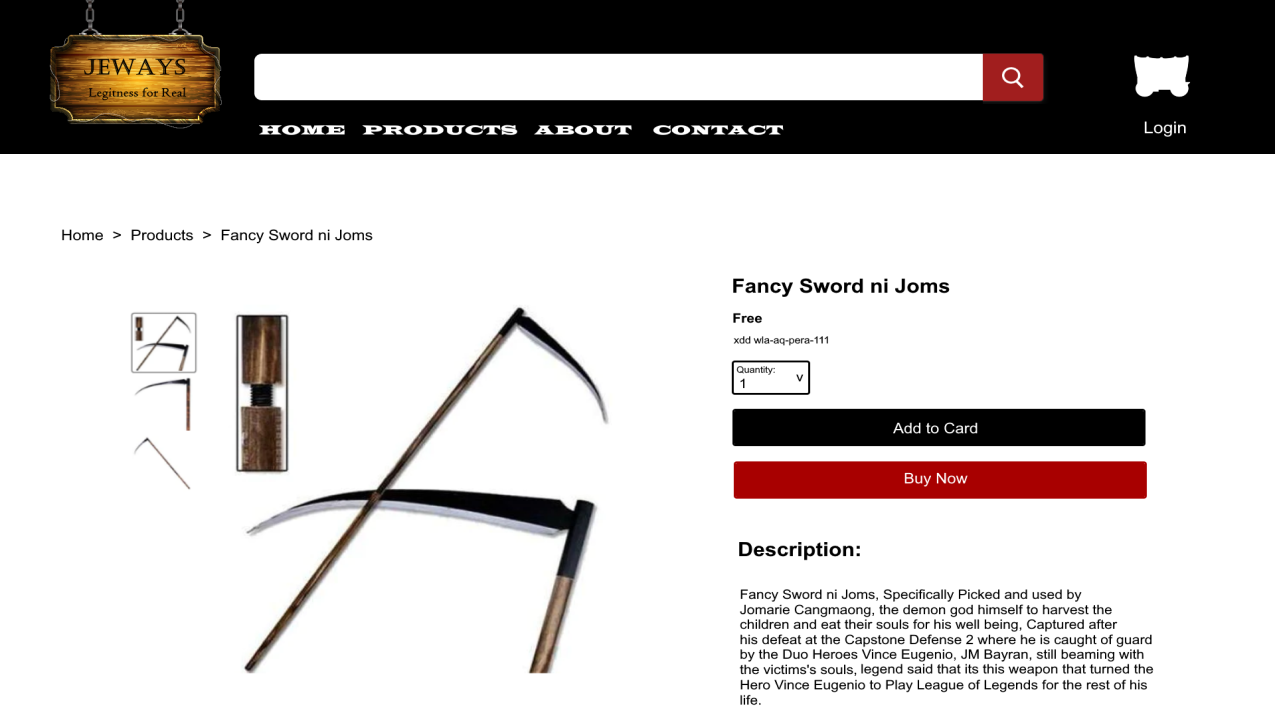 JEWAYS
Legitness for Real
HOME PRODUCTS ABOUT CONTACT
Login
Home > Products > Fancy Sword ni Joms
Fancy Sword ni Joms
Free
xdd wla-aq-pera-111
Quantity:
1 v
Add to Card
Buy Now
Description:
Fancy Sword ni Joms, Specifically Picked and used by
Jomarie Cangmaong, the demon god himself to harvest the
children and eat their souls for his well being, Captured after
his defeat at the Capstone Defense 2 where he is caught of guard
by the Duo Heroes Vince Eugenio, JM Bayran, still beaming with
the victims's souls, legend said that its this weapon that turned the
Hero Vince Eugenio to Play League of Legends for the rest of his
life.